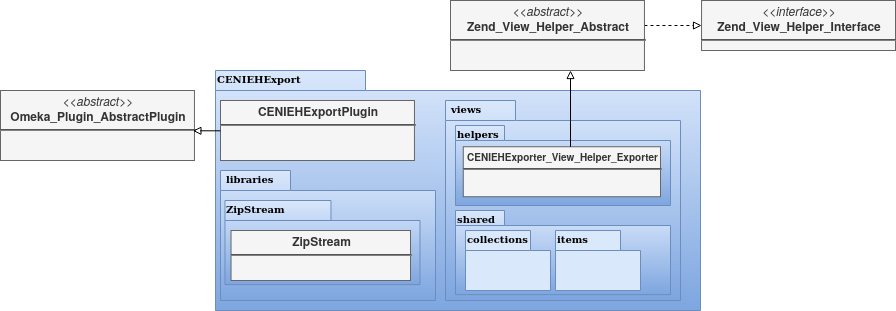 <<abstract>>
Zend_View_Helper_Abstract
<<interface>>
Zend_View_Helper_Interface
CENIEHExport
<<abstract>>
Omeka_Plugin_AbstractPlugin
CENIEHExportPlugin
views
helpers
CENIEHExporter_View_Helper_Exporter
libraries
ZipStream
ZipStream
shared
collections
items